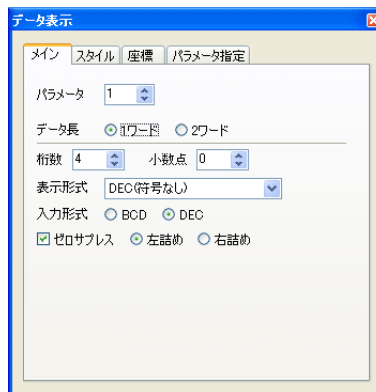 データ表示
メイン スタイル 座標 パラメータ指定
パラメータ 1
データ長 1ワード 2ワード
桁数 4 小数点 0
表示形式 DEC(符号なし)
入力形式 BCD DEC
ゼロサプレス 左詰め 右詰め